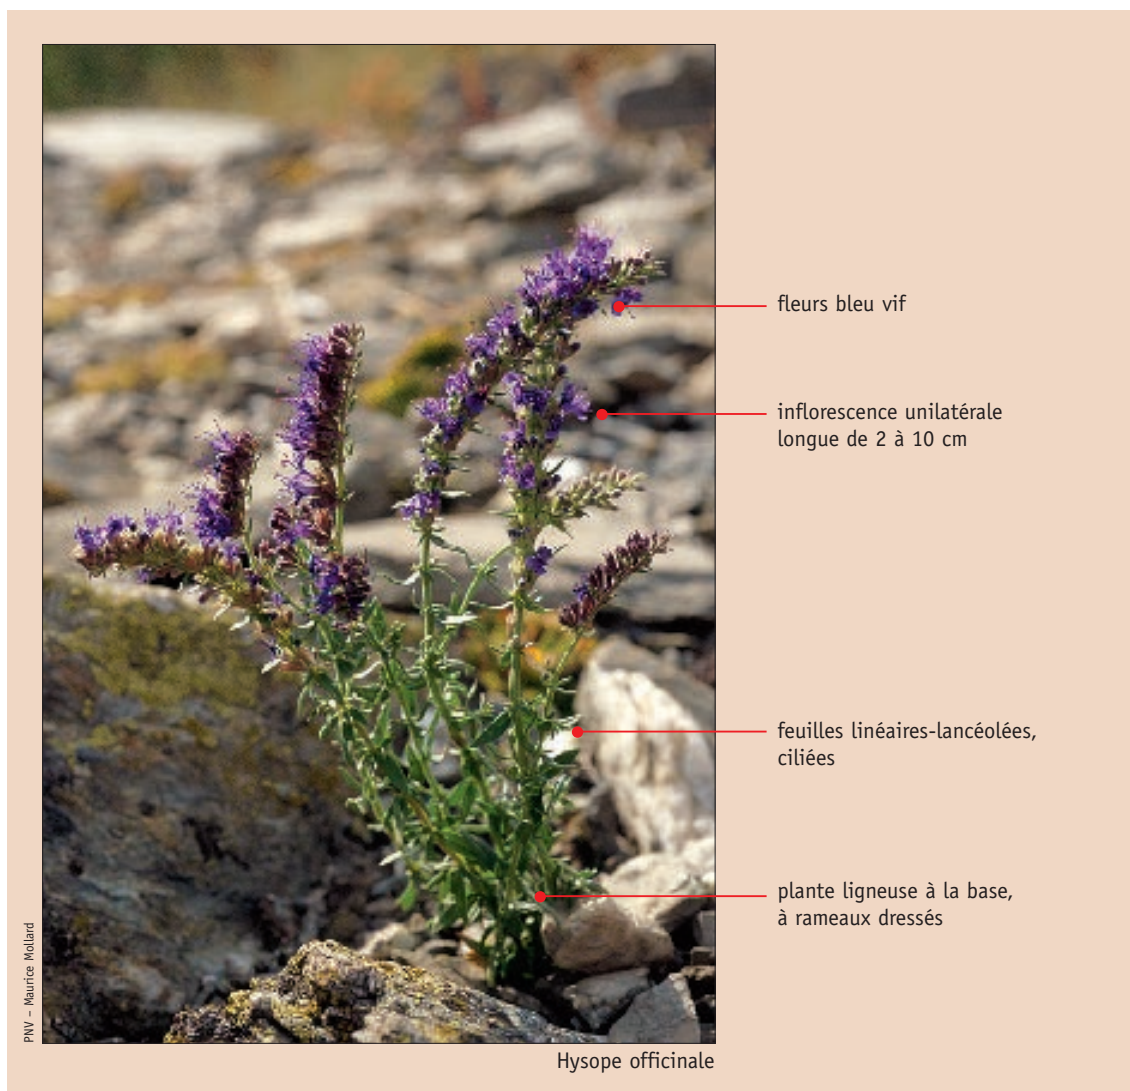 fleurs bleu vif
inflorescence unilatérale
longue de 2 à 10 cm
feuilles linéaires-lancéolées,
ciliées
plante ligneuse à la base,
à rameaux dressés
PNV – Maurice Mollard
Hysope officinale